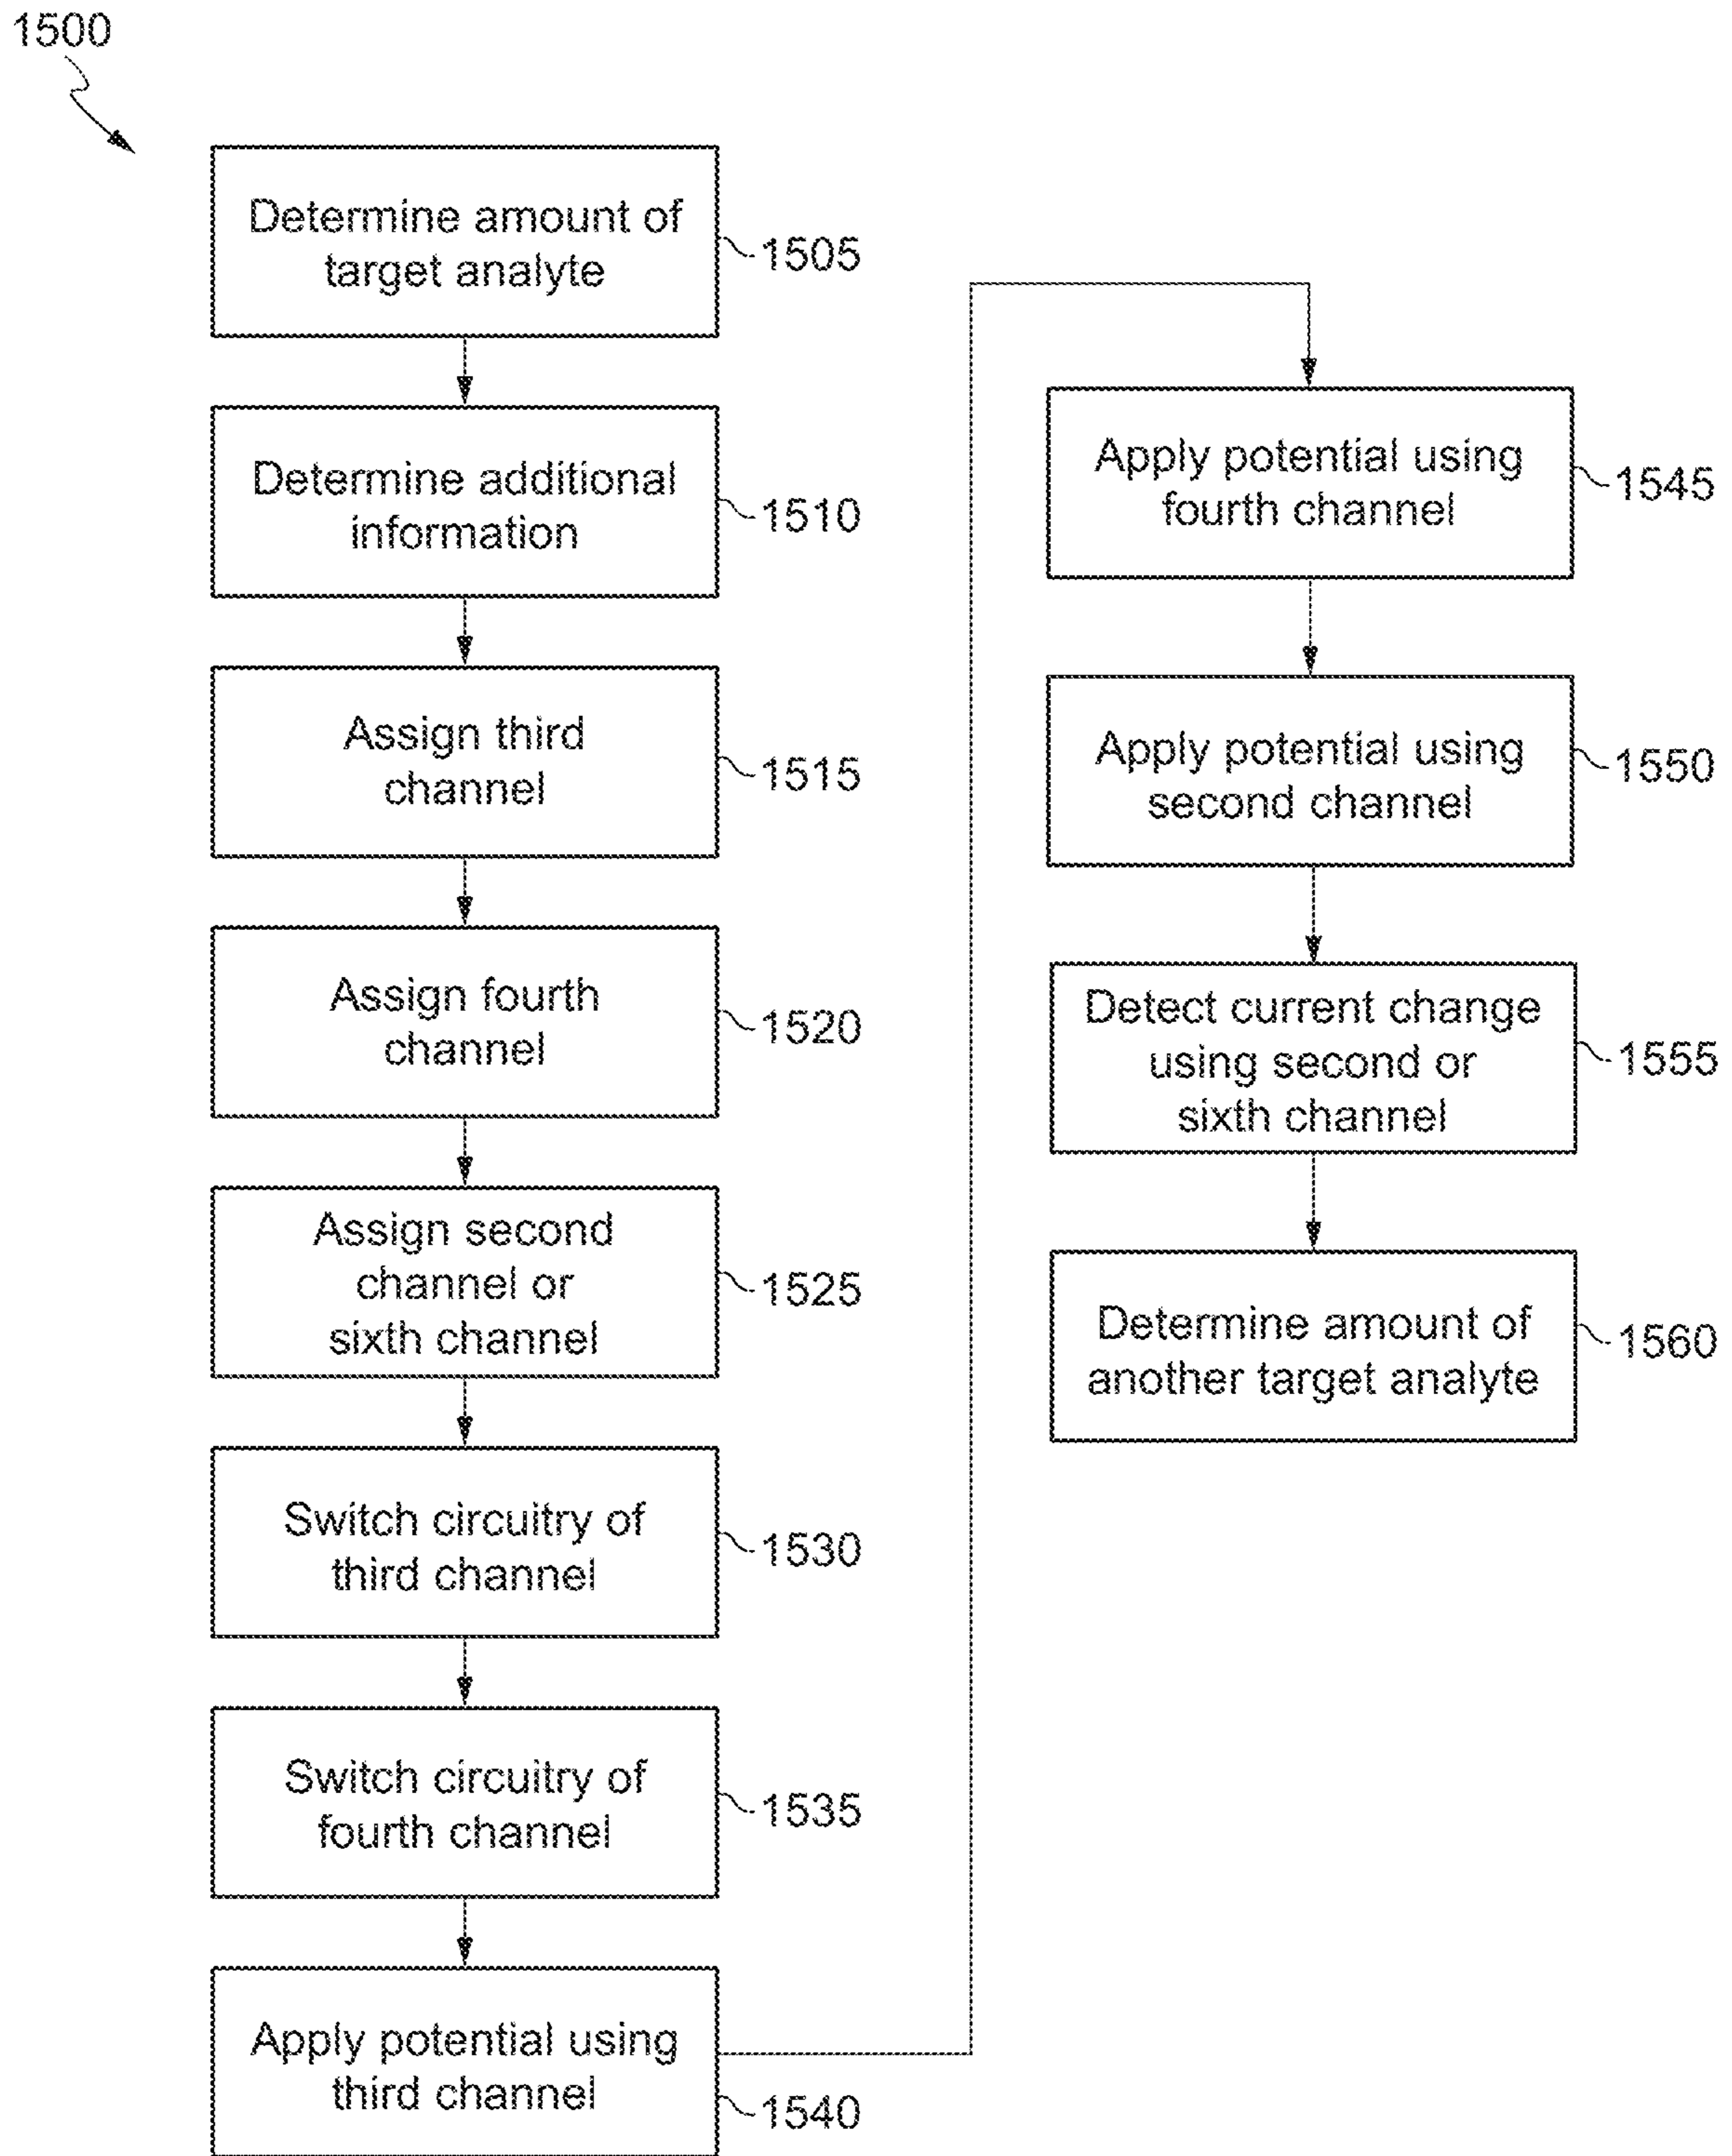 1500
Determine amount of
target analyte
1505
Determine additional
information
1510
Assign third
channel
1515
Assign fourth
channel
1520
Assign second
channel or
sixth channel
1525
Switch circuitry of
third channel
1530
Switch circuitry of
fourth channel
1535
Apply potential using
third channel
1540
Apply potential using
fourth channel
1545
Apply potential using
second channel
1550
Detect current change
using second or
sixth channel
1555
Determine amount of
another target analyte
1560